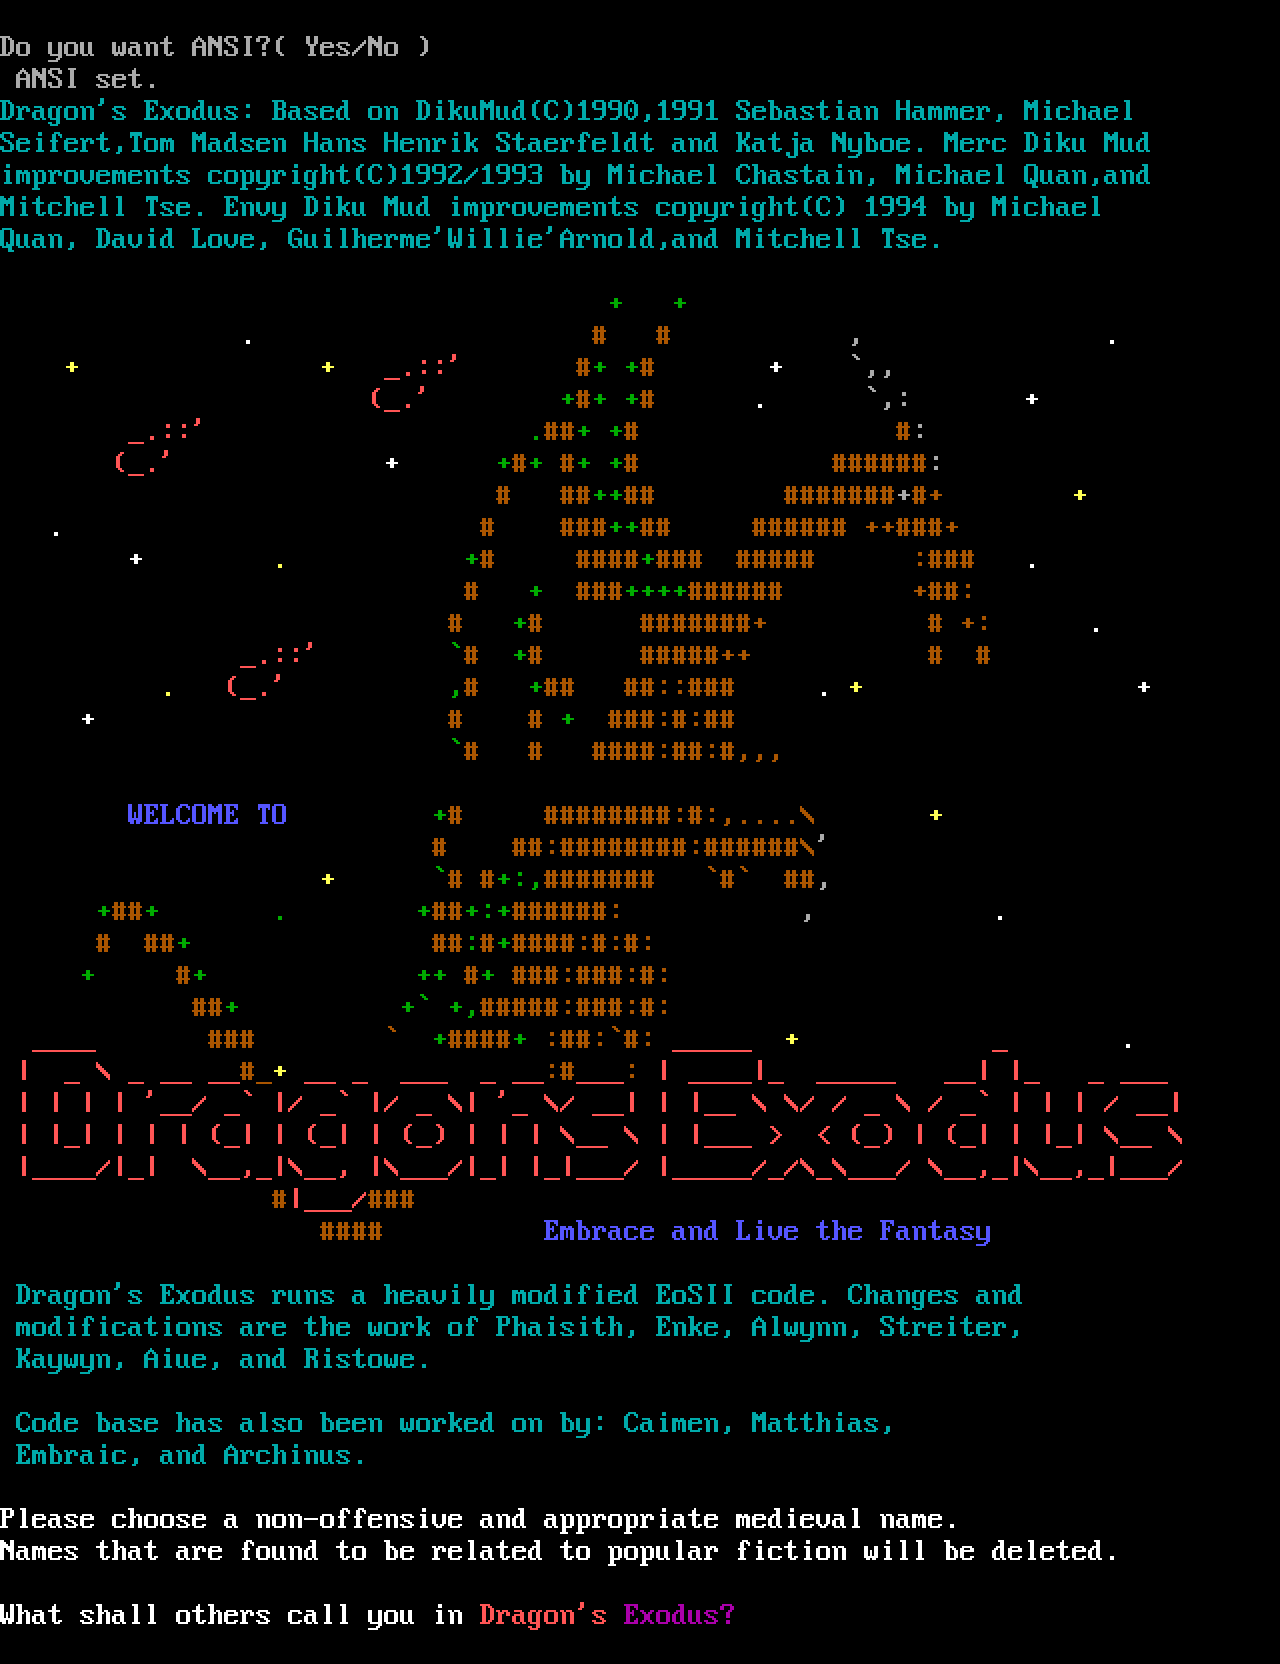 Do you want ANSI?( Yes/No )
ANSI set.
Dragon's Exodus: Based on DikuMud(C)1990,1991 Sebastian Hammer, Michael
Seifert,Tom Madsen Hans Henrik Staerfeldt and Katja Nyboe. Merc Diku Mud
improvements copyright(C)1992/1993 by Michael Chastain, Michael Quan,and
Mitchell Tse. Envy Diku Mud improvements copyright(C) 1994 by Michael
Quan, David Love, Guilherme'Willie'Arnold,and Mitchell Tse.
WELCOME TO
Dragons Exodus
Embrace and Live the Fantasy
Dragon's Exodus runs a heavily modified EoSII code. Changes and
modifications are the work of Phaisith, Enke, Alwynn, Streiter,
Kaywyn, Aiue, and Ristowe.
Code base has also been worked on by: Caimen, Matthias,
Embraic, and Archinus.
Please choose a non-offensive and appropriate medieval name.
Names that are found to be related to popular fiction will be deleted.
What shall others call you in Dragon's Exodus?